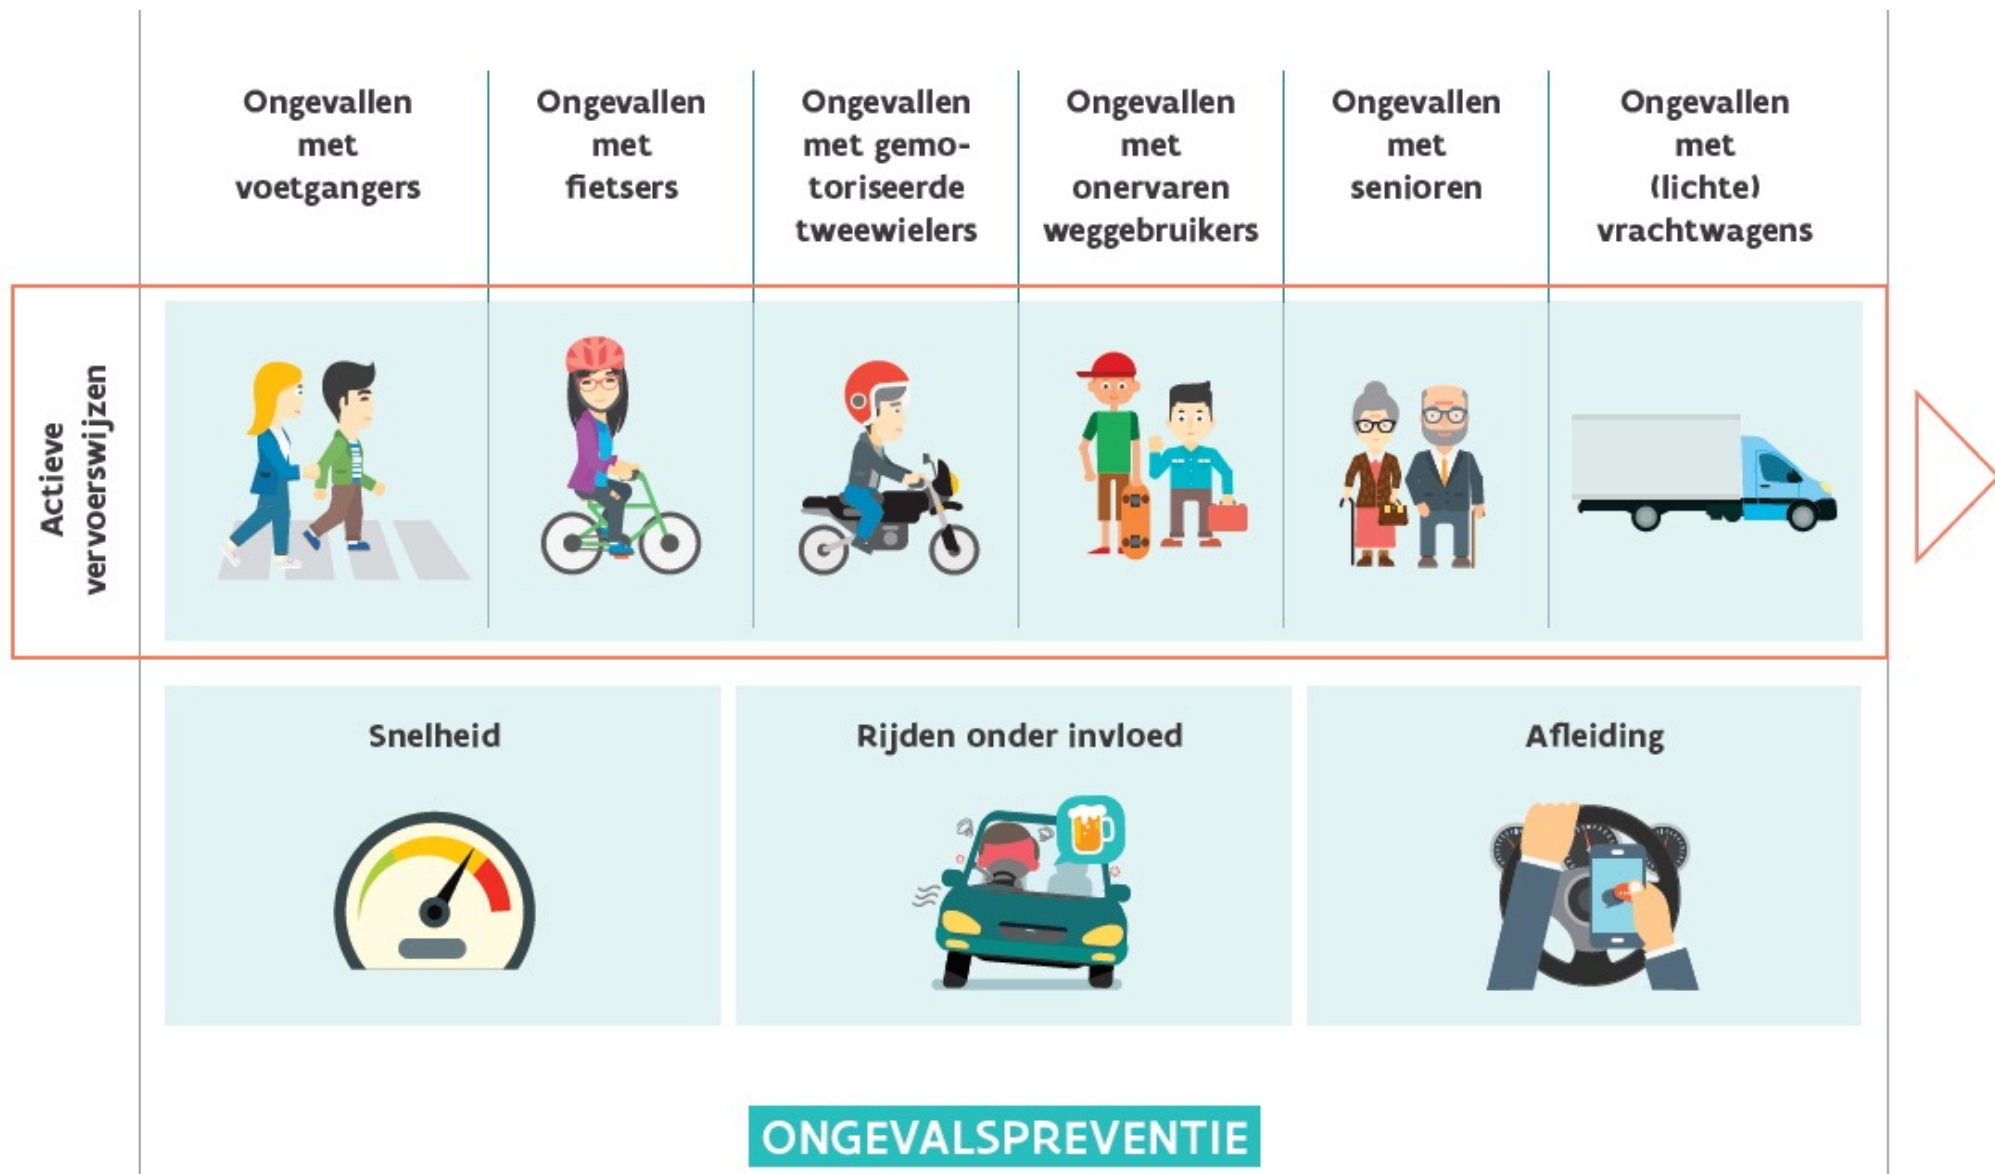 Ongevallen
met
voetgangers
Ongevallen
met
fietsers
Ongevallen
met gemo-
toriseerde
tweewielers
Ongevallen
met
onervaren
weggebruikers
Ongevallen
met
senioren
Ongevallen
met
(lichte)
vrachtwagens
Actieve
vervoerswijzen
Snelheid
Rijden onder invloed
Afleiding
ONGEVALSPREVENTIE